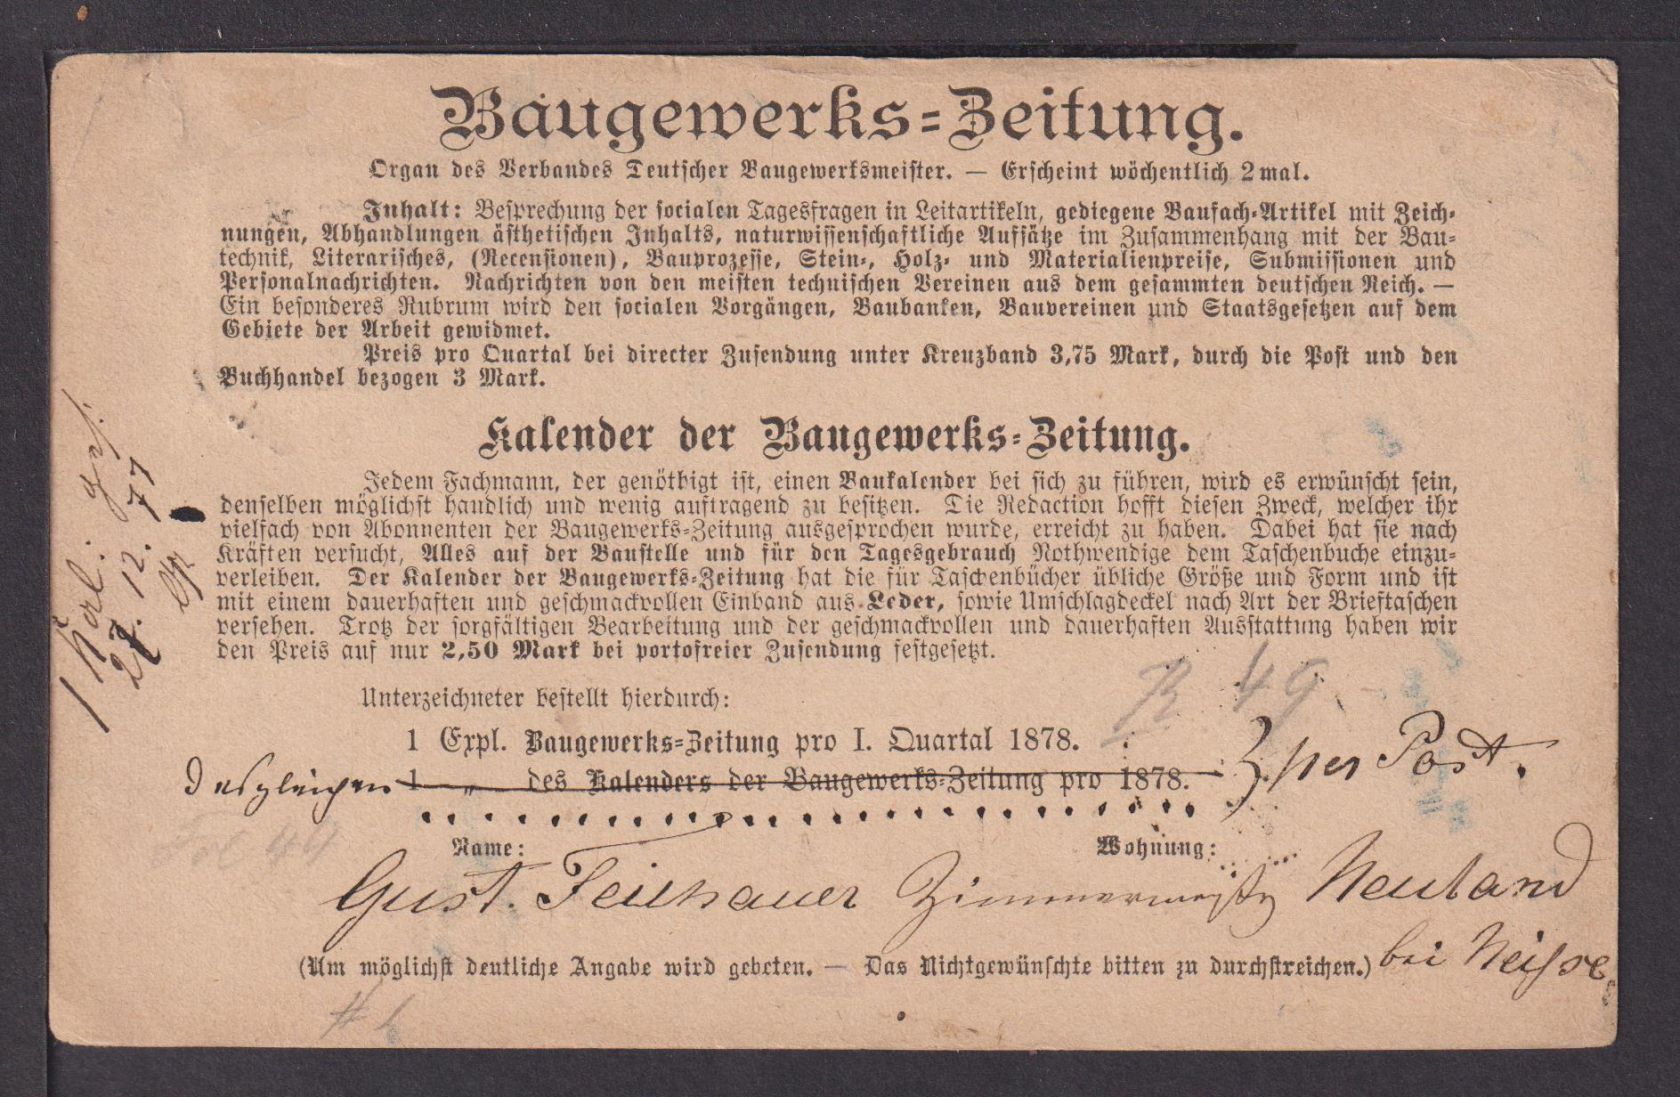 Baugewerks-Zeitung.
Organ des Verbandes Deutscher Baugewerksmeister. — Erscheint wöchentlich 2 mal.
Inhalt: Besprechung der socialen Tagesfragen in Leitartikeln, gediegene Baufach-Artikel mit Zeich-
nungen, Abhandlungen ästhetischen Inhalts, naturwissenschaftliche Aufsätze im Zusammenhang mit der Bau-
technik, Literarisches, (Recensionen), Bauprozesse, Stein-, Holz- und Materialienpreise, Submissionen und
Personalnachrichten. Nachrichten von den meisten technischen Vereinen aus dem gesammten deutschen Reich. —
Ein besonderes Rubrum wird den socialen Vorgängen, Baubanken, Bauvereinen und Staatsgesetzen auf dem
Gebiete der Arbeit gewidmet.
Preis pro Quartal bei directer Zusendung unter Kreuzband 3,75 Mark, durch die Post und den
Buchhandel bezogen 3 Mark.
Kalender der Baugewerks-Zeitung.
Jedem Fachmann, der genöthigt ist, einen Baukalender bei sich zu führen, wird es erwünscht sein,
denselben möglichst handlich und wenig auftragend zu besitzen. Die Redaction hofft diesen Zweck, welcher ihr
vielfach von Abonnenten der Baugewerks-Zeitung ausgesprochen wurde, erreicht zu haben. Dabei hat sie nach
Kräften versucht, Alles auf der Baustelle und für den Tagesgebrauch Nothwendige dem Taschenbuche einzu-
verleiben. Der Kalender der Baugewerks-Zeitung hat die für Taschenbücher übliche Größe und Form und ist
mit einem dauerhaften und geschmackvollen Einband aus Leder, sowie Umschlagdeckel nach Art der Brieftaschen
versehen. Trotz der sorgfältigen Bearbeitung und der geschmackvollen und dauerhaften Ausstattung haben wir
den Preis auf nur 2,50 Mark bei portofreier Zusendung festgesetzt.
27. 12. 77
R 49
Unterzeichneter bestellt hierdurch:
1 Expl. Baugewerks-Zeitung pro I. Quartal 1878.
desgleichen 1 „ des Kalenders der Baugewerks-Zeitung pro 1878. per Post.
Name: Wohnung:
Gust. Zimmermeister Neuland
bei Neisse
(Um möglichst deutliche Angabe wird gebeten. — Das Nichtgewünschte bitten zu durchstreichen.)